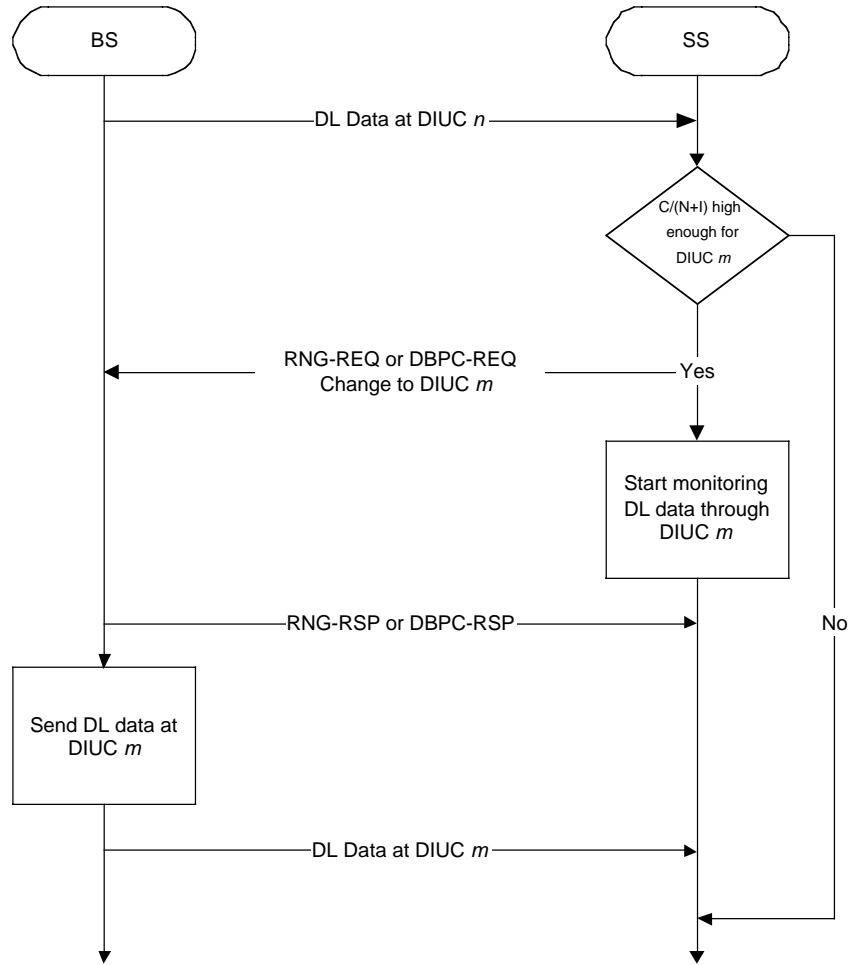 BS
SS
DL Data at DIUC n
C/(N+I) high
enough for
DIUC m
RNG-REQ or DBPC-REQ
Change to DIUC m
Yes
Start monitoring
DL data through
DIUC m
RNG-RSP or DBPC-RSP
No
Send DL data at
DIUC m
DL Data at DIUC m